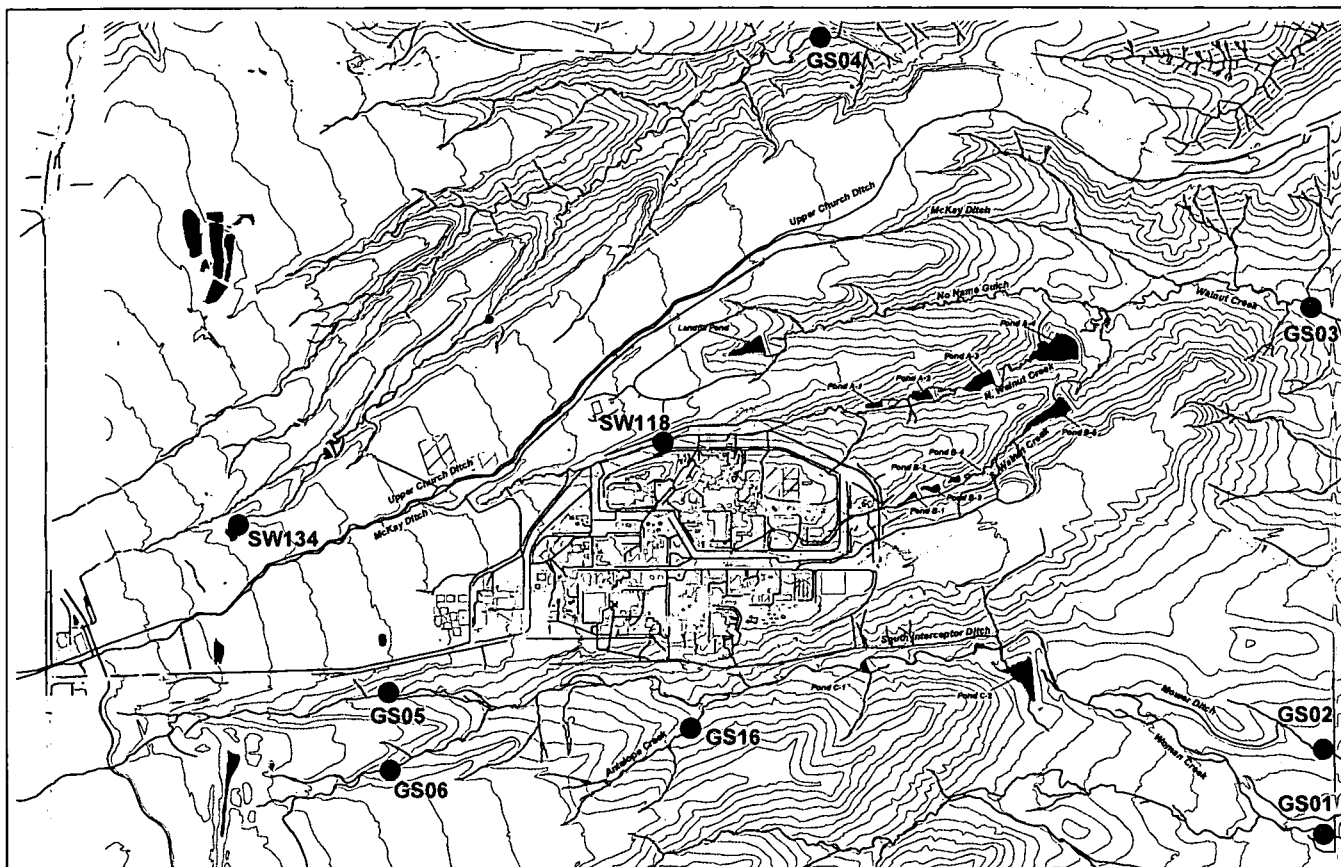 GS04
Upper Church Ditch
McKay Ditch
No Name Gulch
Walnut Creek
GS03
Landfill Pond
Pond A-4
Pond A-3
Pond A-2
Pond A-1
N. Walnut Creek
SW118
Pond B-5
S. Walnut Creek
Pond B-4
Pond B-2
Pond B-3
Pond B-1
Upper Church Ditch
McKay Ditch
SW134
South Interceptor Ditch
Pond C-1
Pond C-2
Mower Ditch
GS02
GS05
GS16
Antelope Creek
Woman Creek
GS06
GS01